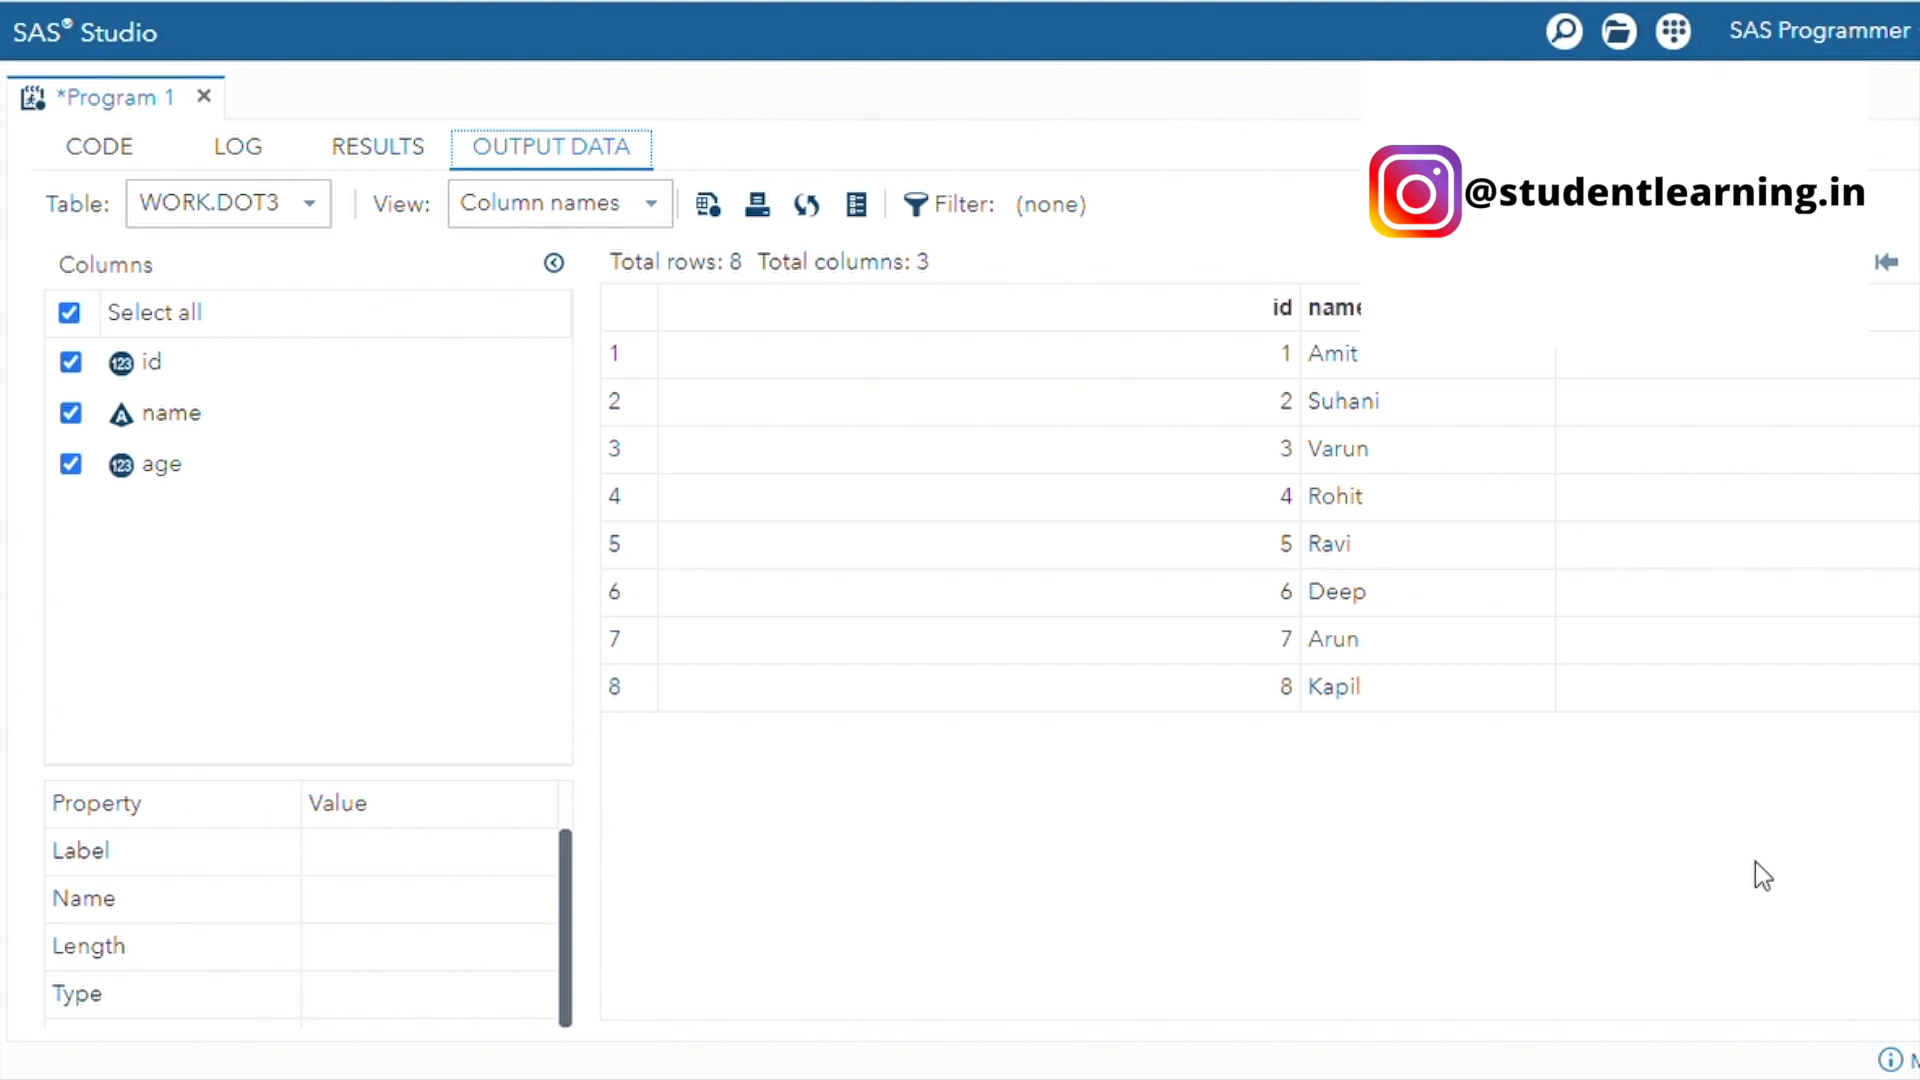 SAS® Studio
SAS Programmer
*Program 1
CODE LOG RESULTS OUTPUT DATA
@studentlearning.in
Table: WORK.DOT3 View: Column names Filter: (none)
Columns
Total rows: 8 Total columns: 3
Select all
id
name
age
id name
1 1 Amit
2 2 Suhani
3 3 Varun
4 4 Rohit
5 5 Ravi
6 6 Deep
7 7 Arun
8 8 Kapil
Property Value
Label
Name
Length
Type